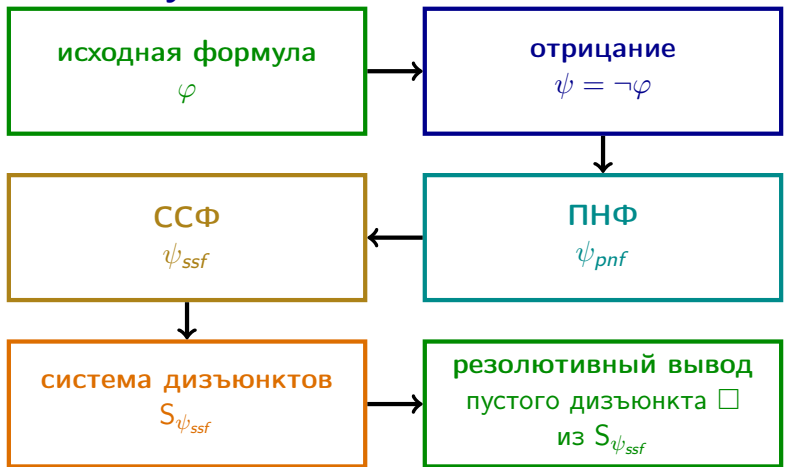 исходная формула
φ
отрицание
ψ = ¬φ
ССФ
ψ_ssf
ПНФ
ψ_pnf
система дизъюнктов
S_ψ_ssf
резолютивный вывод
пустого дизъюнкта □
из S_ψ_ssf